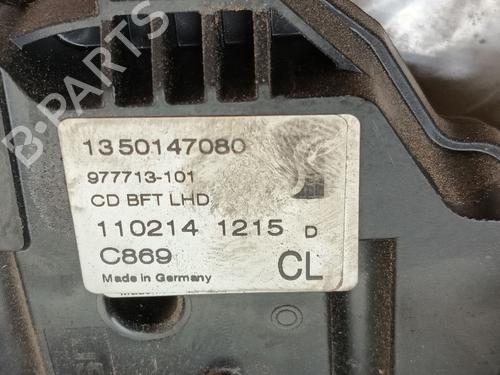 B-PARTS
1350147080
977713-101
CD BFT LHD
110214 1215 D
C869
CL
Made in Germany